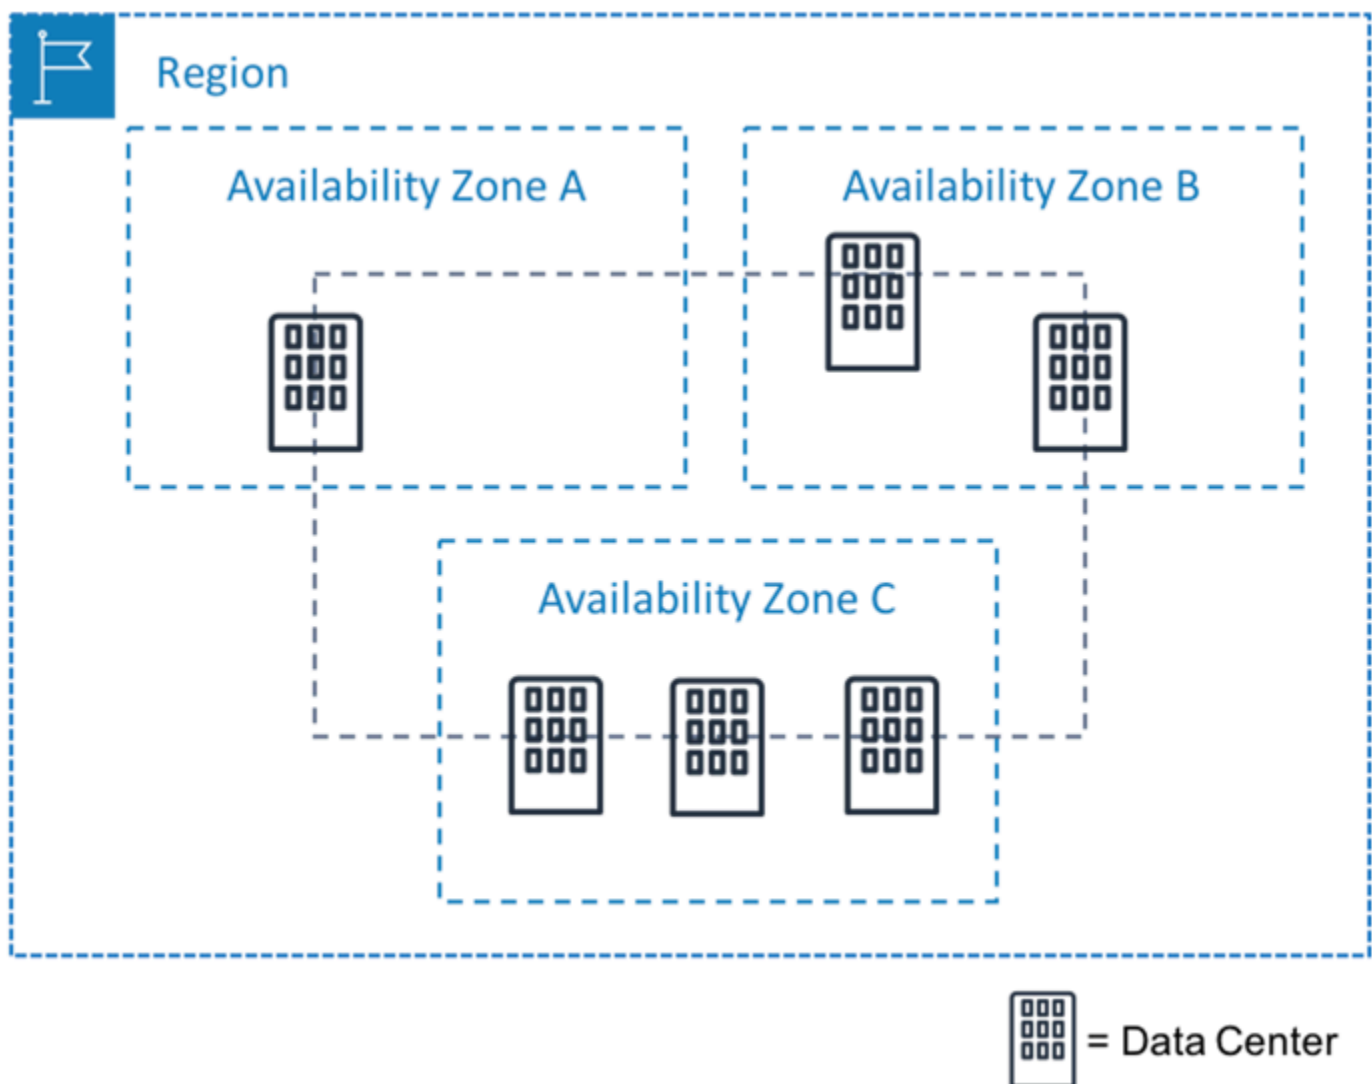 Region
Availability Zone A
Availability Zone B
Availability Zone C
= Data Center